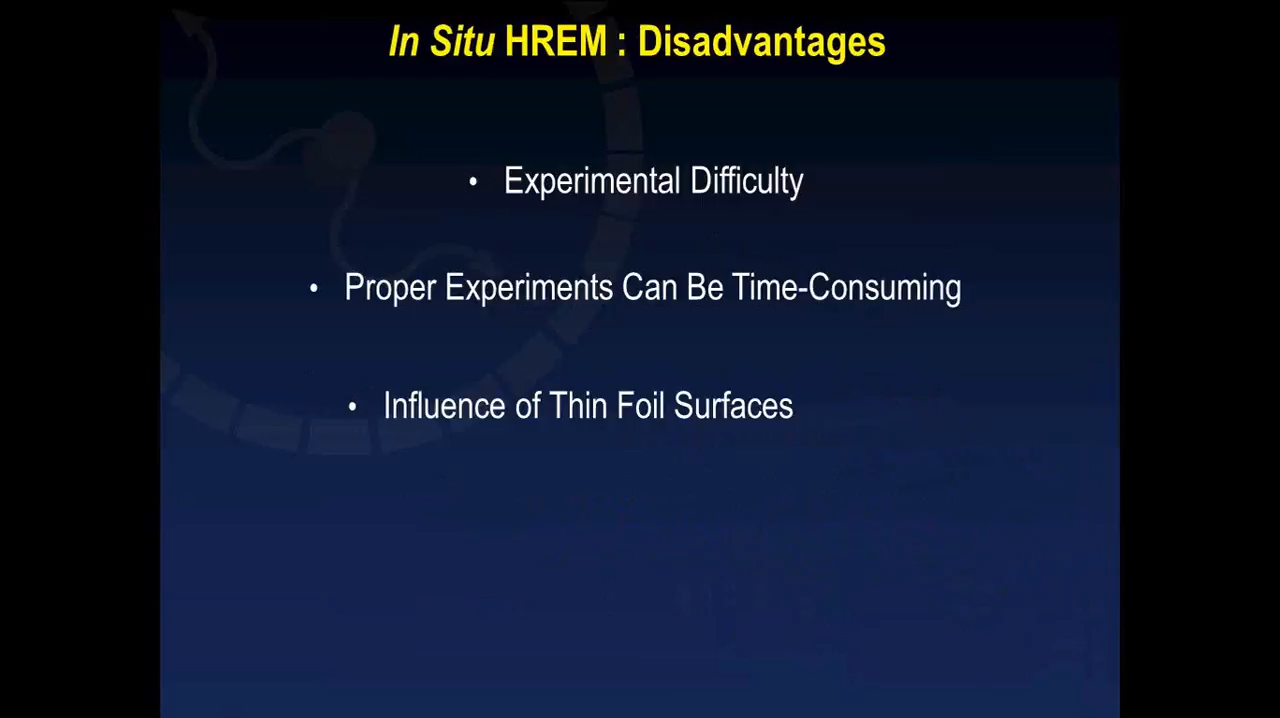 In Situ HREM : Disadvantages
• Experimental Difficulty
• Proper Experiments Can Be Time-Consuming
• Influence of Thin Foil Surfaces